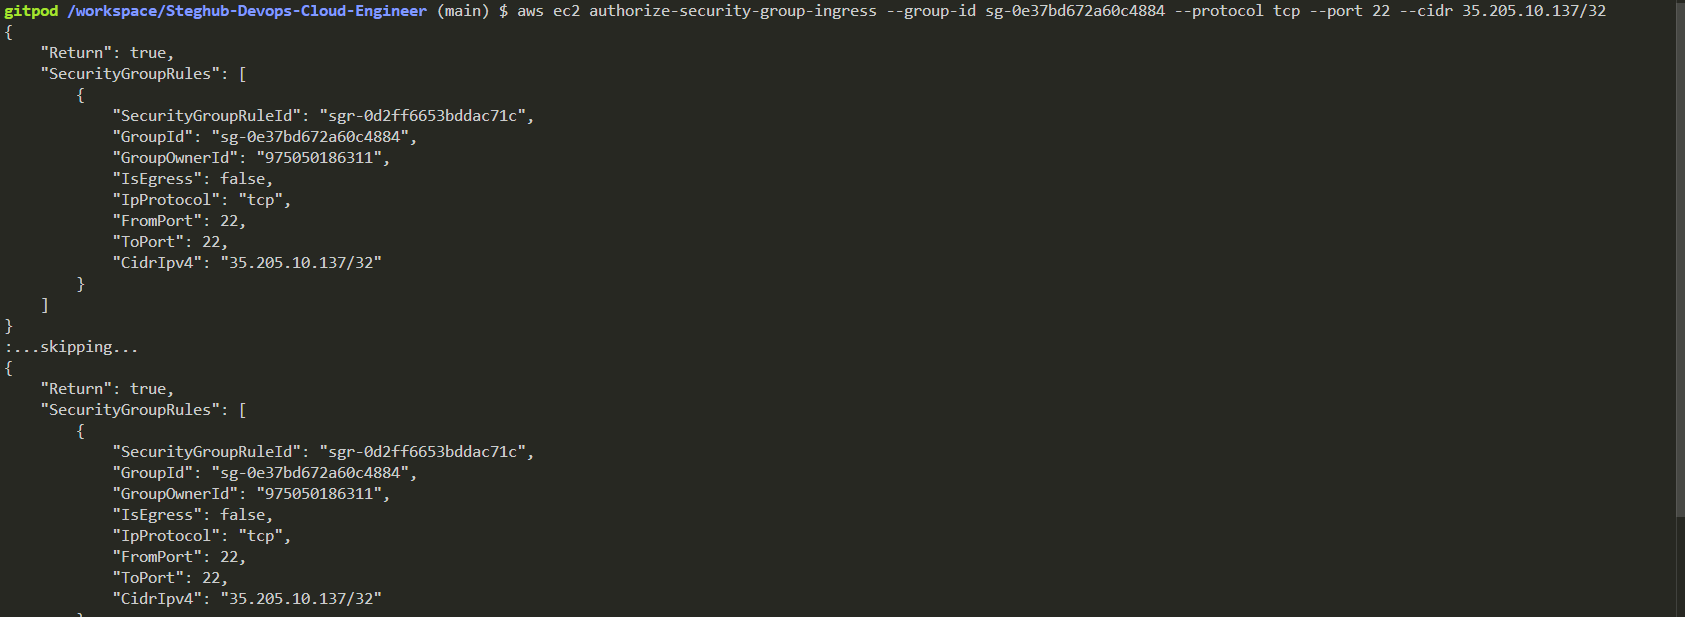 gitpod /workspace/Steghub-Devops-Cloud-Engineer (main) $ aws ec2 authorize-security-group-ingress --group-id sg-0e37bd672a60c4884 --protocol tcp --port 22 --cidr 35.205.10.137/32
{
    "Return": true,
    "SecurityGroupRules": [
        {
            "SecurityGroupRuleId": "sgr-0d2ff6653bddac71c",
            "GroupId": "sg-0e37bd672a60c4884",
            "GroupOwnerId": "975050186311",
            "IsEgress": false,
            "IpProtocol": "tcp",
            "FromPort": 22,
            "ToPort": 22,
            "CidrIpv4": "35.205.10.137/32"
        }
    ]
}
:...skipping...
{
    "Return": true,
    "SecurityGroupRules": [
        {
            "SecurityGroupRuleId": "sgr-0d2ff6653bddac71c",
            "GroupId": "sg-0e37bd672a60c4884",
            "GroupOwnerId": "975050186311",
            "IsEgress": false,
            "IpProtocol": "tcp",
            "FromPort": 22,
            "ToPort": 22,
            "CidrIpv4": "35.205.10.137/32"
        }